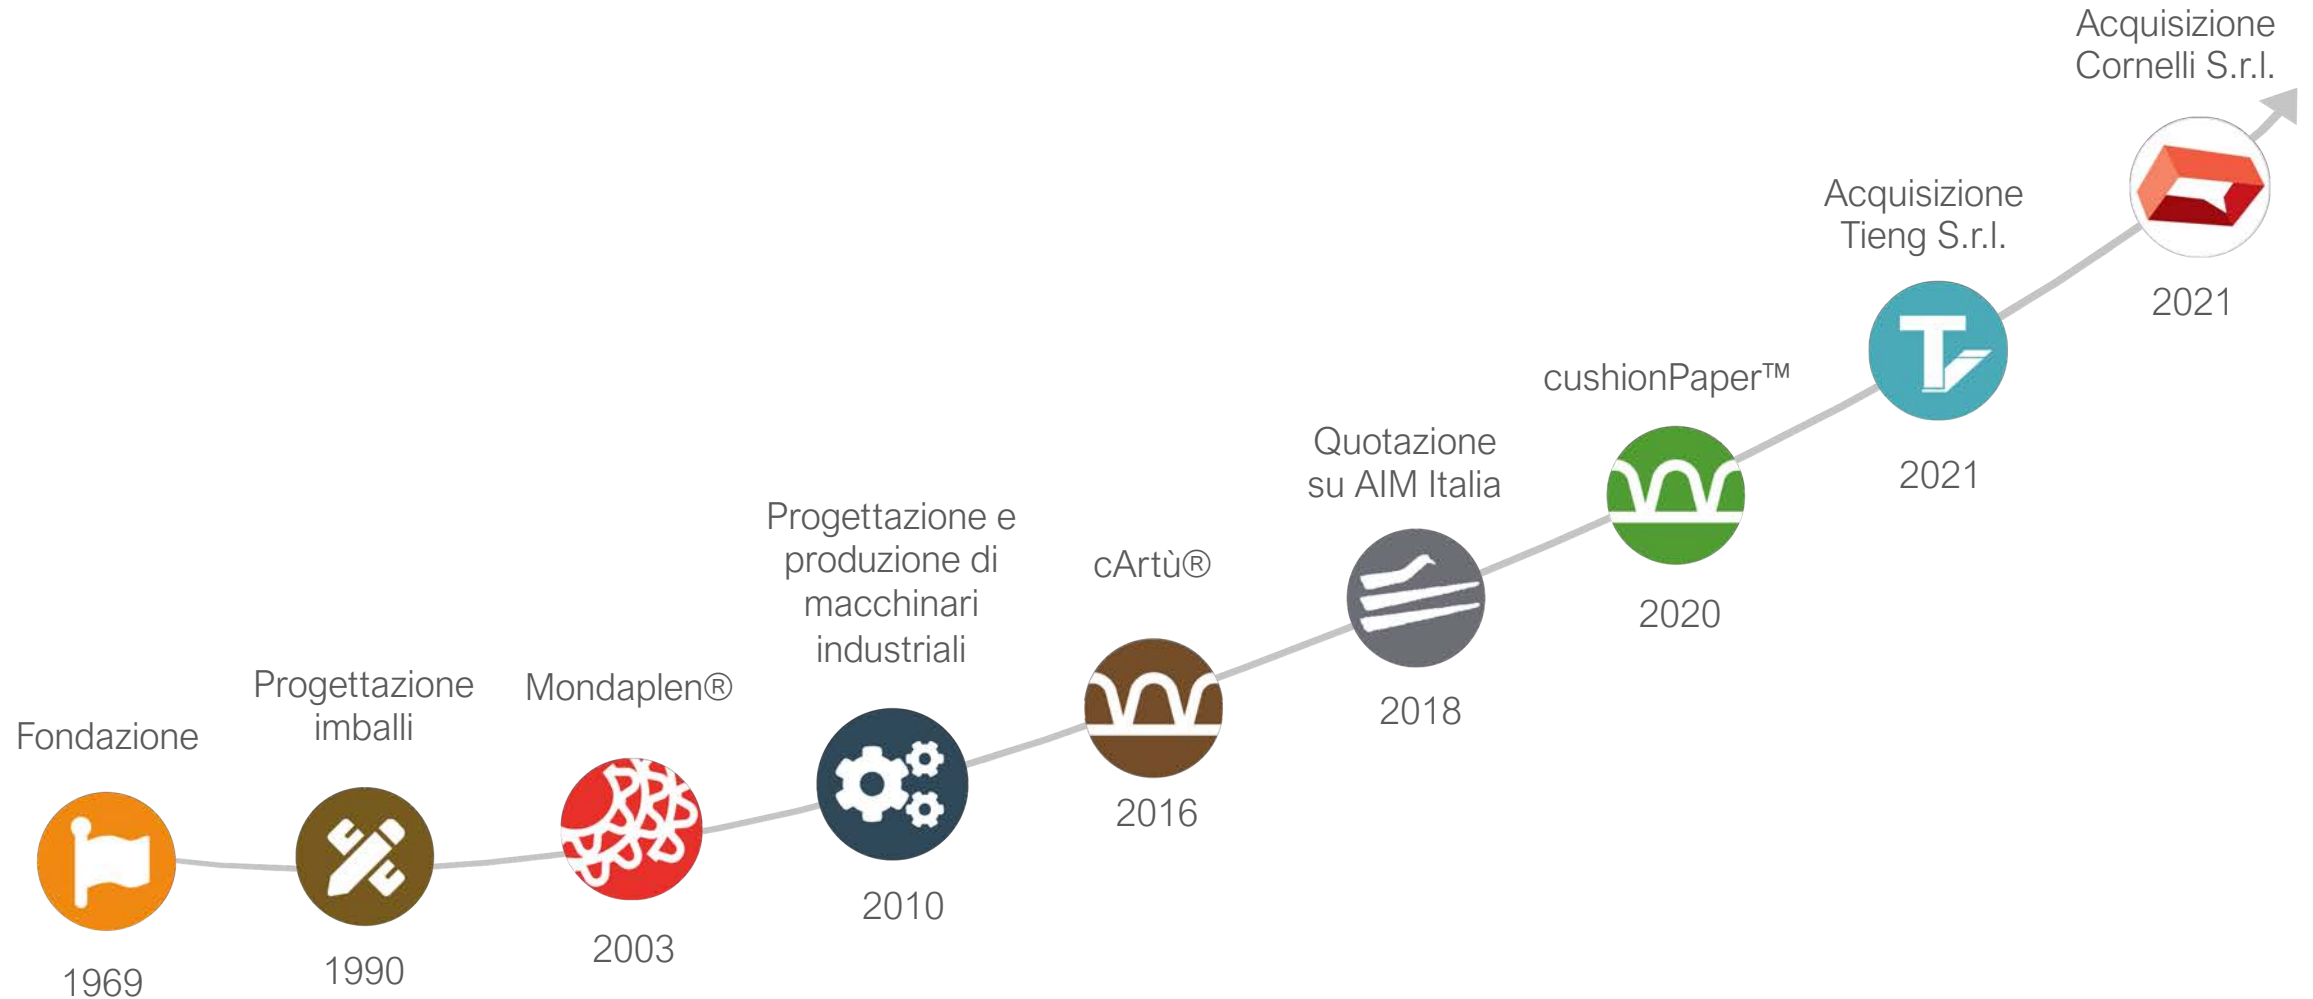 Fondazione
1969
Progettazione
imballi
1990
Mondaplen®
2003
Progettazione e
produzione di
macchinari
industriali
2010
cArtù®
2016
Quotazione
su AIM Italia
2018
cushionPaper™
2020
Acquisizione
Tieng S.r.l.
2021
Acquisizione
Cornelli S.r.l.
2021